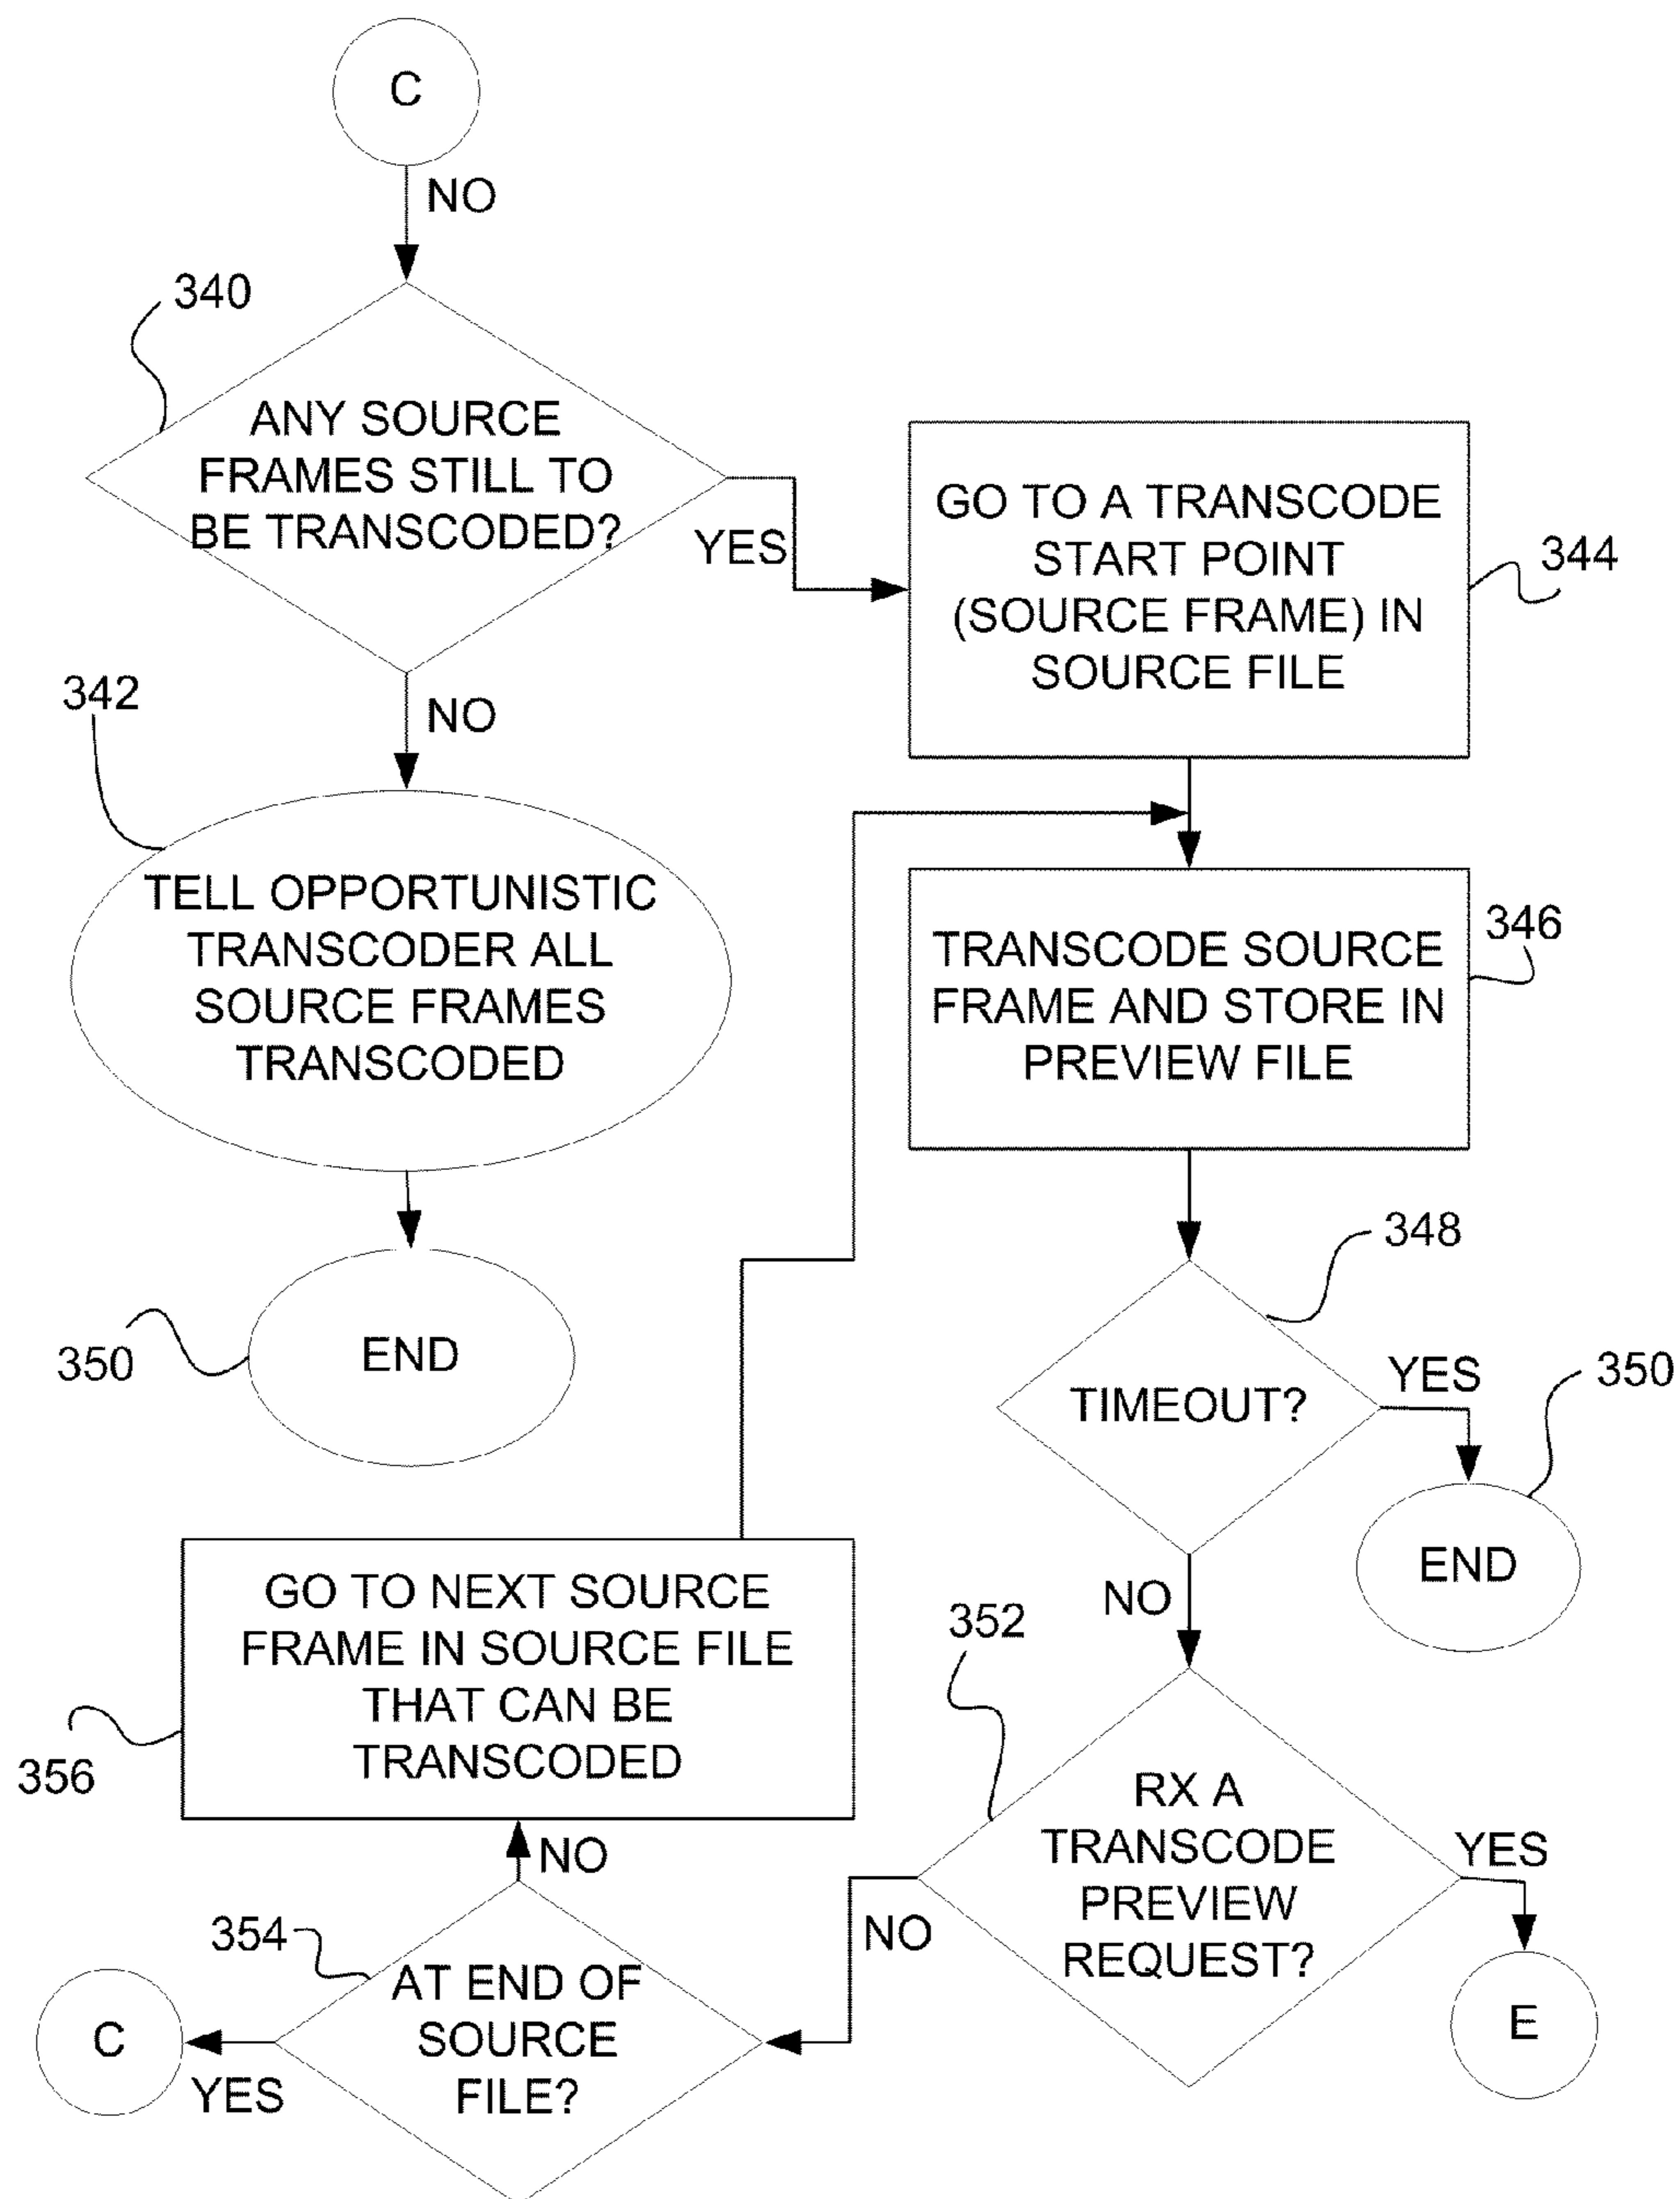 C
NO
340
ANY SOURCE
FRAMES STILL TO
BE TRANSCODED?
YES
NO
342
TELL OPPORTUNISTIC
TRANSCODER ALL
SOURCE FRAMES
TRANSCODED
350
END
GO TO A TRANSCODE
START POINT
(SOURCE FRAME) IN
SOURCE FILE
344
TRANSCODE SOURCE
FRAME AND STORE IN
PREVIEW FILE
346
348
TIMEOUT?
YES
350
END
NO
352
RX A
TRANSCODE
PREVIEW
REQUEST?
YES
E
NO
354
AT END OF
SOURCE
FILE?
YES
C
NO
GO TO NEXT SOURCE
FRAME IN SOURCE FILE
THAT CAN BE
TRANSCODED
356